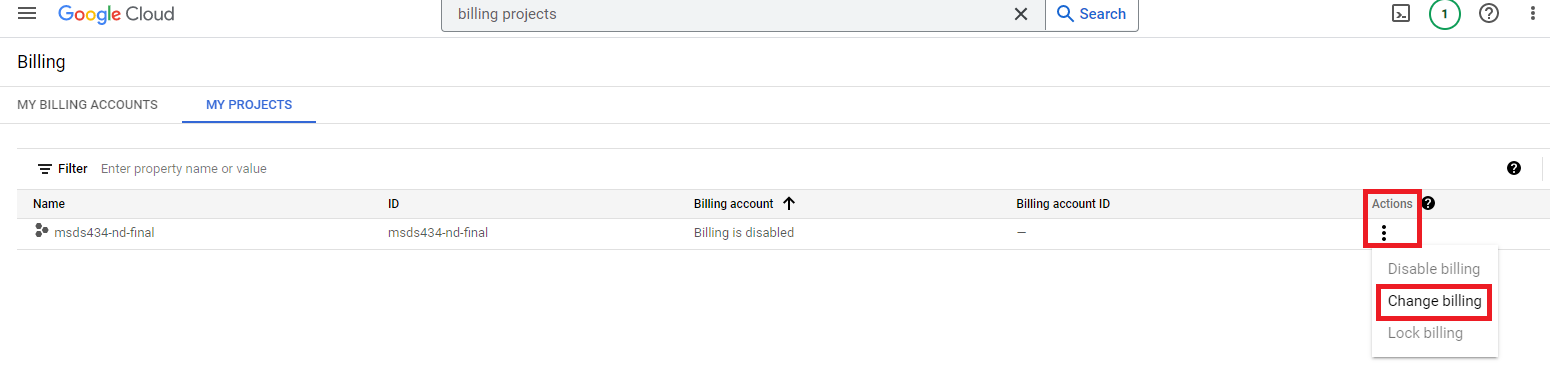 Google Cloud
billing projects
Search
1
Billing
MY BILLING ACCOUNTS MY PROJECTS
Filter Enter property name or value
Name ID Billing account Billing account ID Actions
msds434-nd-final msds434-nd-final Billing is disabled —
Disable billing
Change billing
Lock billing